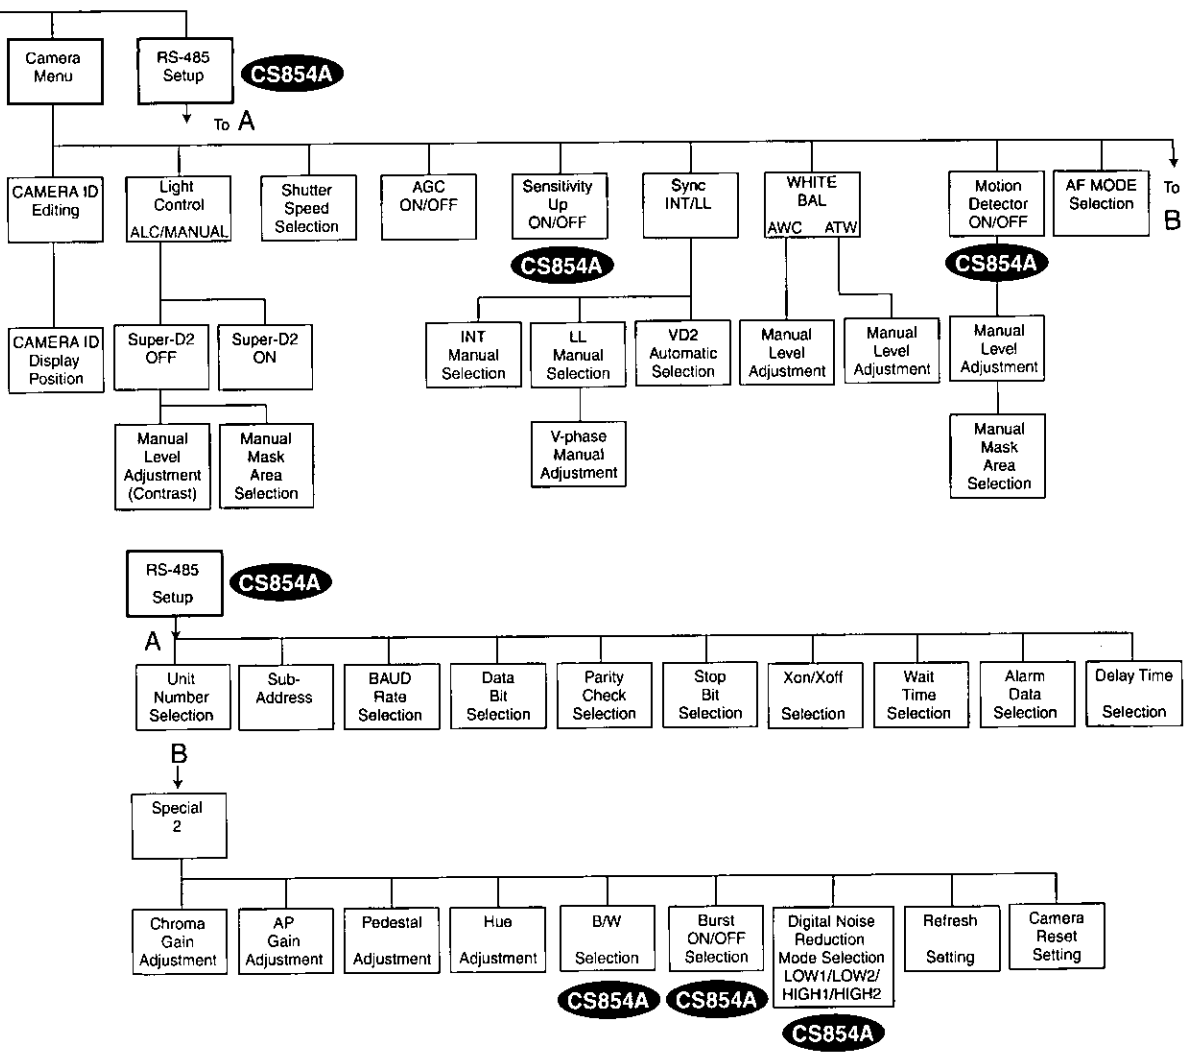 Camera
Menu
RS-485
Setup
CS854A
To A
CAMERA ID
Editing
Light
Control
ALC/MANUAL
Shutter
Speed
Selection
AGC
ON/OFF
Sensitivity
Up
ON/OFF
CS854A
Sync
INT/LL
WHITE
BAL
AWC ATW
Motion
Detector
ON/OFF
CS854A
AF MODE
Selection
To
B
CAMERA ID
Display
Position
Super-D2
OFF
Super-D2
ON
INT
Manual
Selection
LL
Manual
Selection
VD2
Automatic
Selection
Manual
Level
Adjustment
Manual
Level
Adjustment
Manual
Level
Adjustment
Manual
Level
Adjustment
(Contrast)
Manual
Mask
Area
Selection
V-phase
Manual
Adjustment
Manual
Mask
Area
Selection
RS-485
Setup
CS854A
A
Unit
Number
Selection
Sub-
Address
BAUD
Rate
Selection
Data
Bit
Selection
Parity
Check
Selection
Stop
Bit
Selection
Xon/Xoff
Selection
Wait
Time
Selection
Alarm
Data
Selection
Delay Time
Selection
B
Special
2
Chroma
Gain
Adjustment
AP
Gain
Adjustment
Pedestal
Adjustment
Hue
Adjustment
B/W
Selection
CS854A
Burst
ON/OFF
Selection
CS854A
Digital Noise
Reduction
Mode Selection
LOW1/LOW2/
HIGH1/HIGH2
CS854A
Refresh
Setting
Camera
Reset
Setting